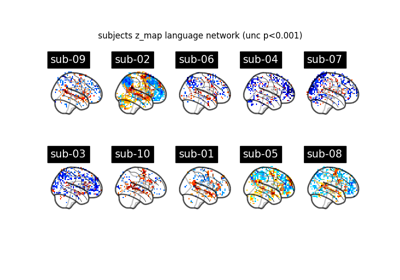 subjects z_map language network (unc p<0.001)
sub-09 sub-02 sub-06 sub-04 sub-07
sub-03 sub-10 sub-01 sub-05 sub-08